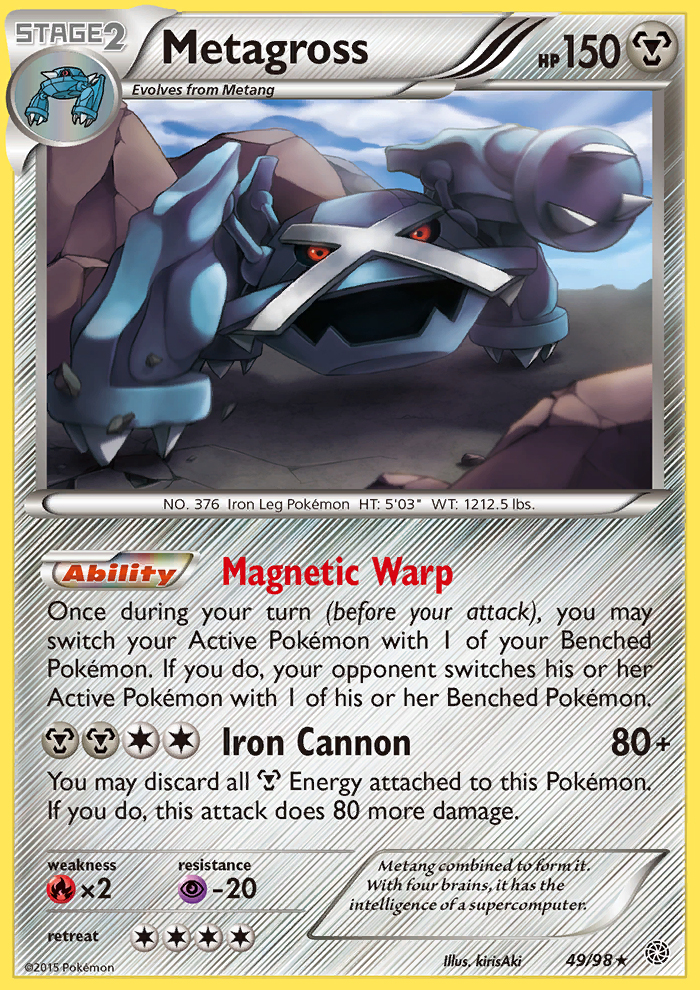 STAGE2
Metagross
HP150
Evolves from Metang
NO. 376 Iron Leg Pokémon HT: 5'03" WT: 1212.5 lbs.
Ability Magnetic Warp
Once during your turn (before your attack), you may
switch your Active Pokémon with 1 of your Benched
Pokémon. If you do, your opponent switches his or her
Active Pokémon with 1 of his or her Benched Pokémon.
Iron Cannon 80+
You may discard all Energy attached to this Pokémon.
If you do, this attack does 80 more damage.
weakness resistance
×2 -20
retreat
Metang combined to form it.
With four brains, it has the
intelligence of a supercomputer.
©2015 Pokémon
Illus. kirisAki
49/98★